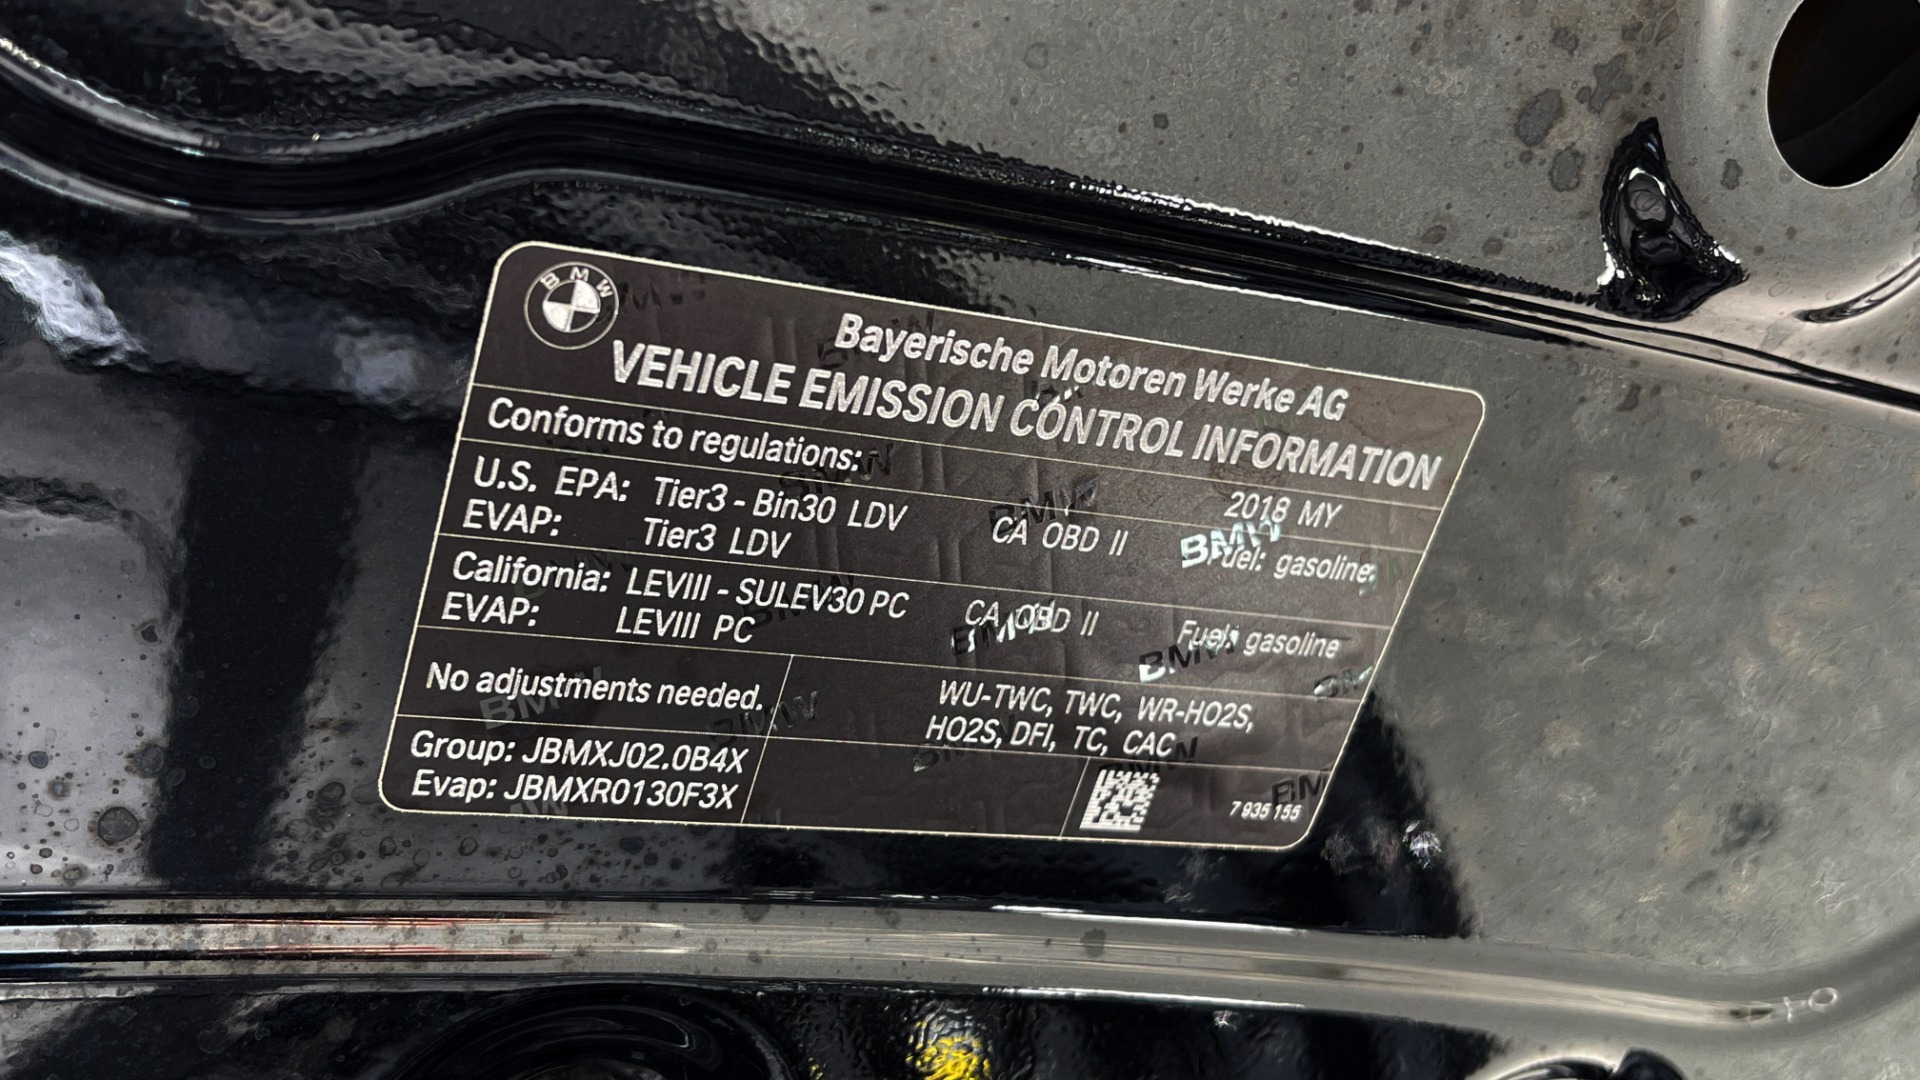 BMW
Bayerische Motoren Werke AG
VEHICLE EMISSION CONTROL INFORMATION
Conforms to regulations: 2018 MY
U.S. EPA: Tier3 - Bin30 LDV CA OBD II Fuel: gasoline
EVAP: Tier3 LDV
California: LEVIII - SULEV30 PC CA OBD II Fuel: gasoline
EVAP: LEVIII PC
No adjustments needed. WU-TWC, TWC, WR-HO2S,
HO2S, DFI, TC, CAC
Group: JBMXJ02.0B4X
Evap: JBMXR0130F3X
7 935 155